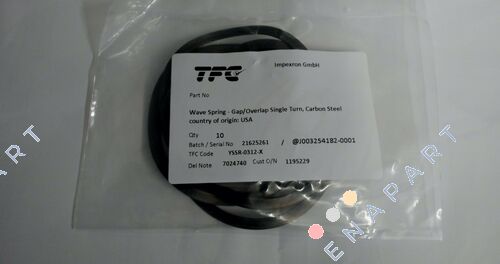 TFC
Impexron GmbH
Part No
Wave Spring - Gap/Overlap Single Turn, Carbon Steel
country of origin: USA
Qty 10
Batch / Serial No 21625261 / @J003254182-0001
TFC Code YSSR-0312-X
Del Note 7024740 Cust O/N 1195229
ENAPART